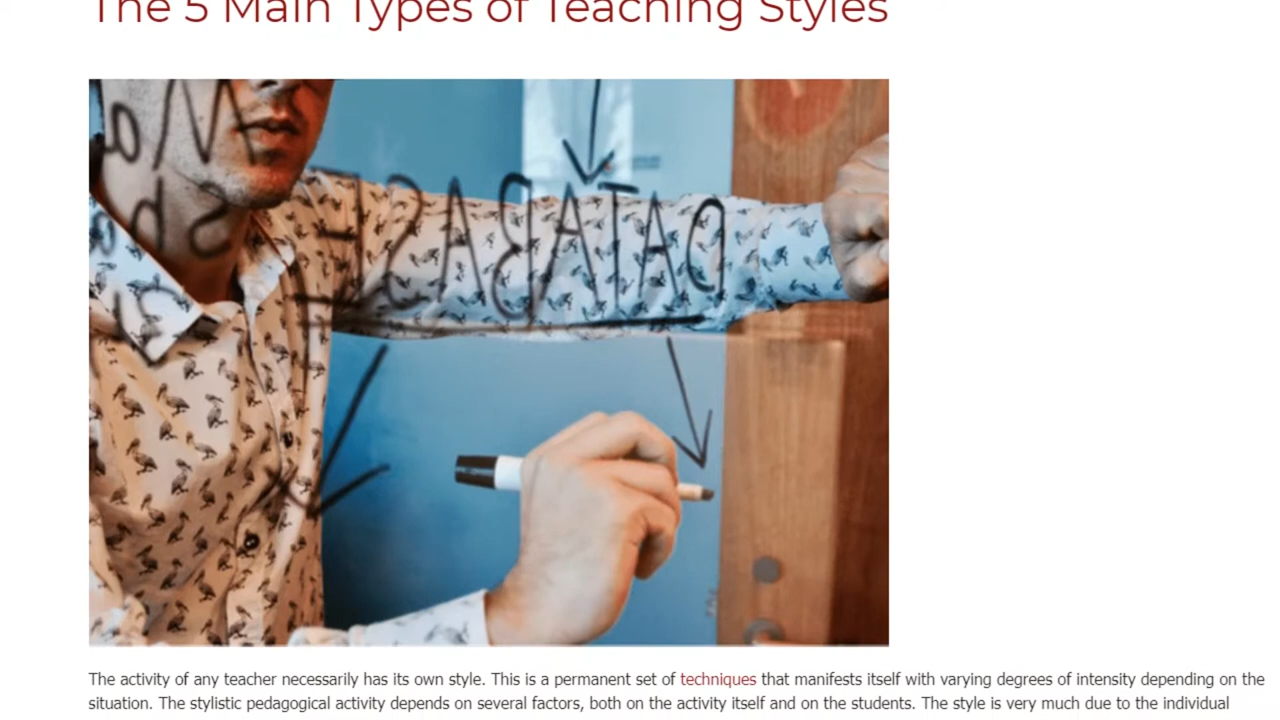 The 5 Main Types of Teaching Styles
DATABASE
The activity of any teacher necessarily has its own style. This is a permanent set of techniques that manifests itself with varying degrees of intensity depending on the
situation. The stylistic pedagogical activity depends on several factors, both on the activity itself and on the students. The style is very much due to the individual